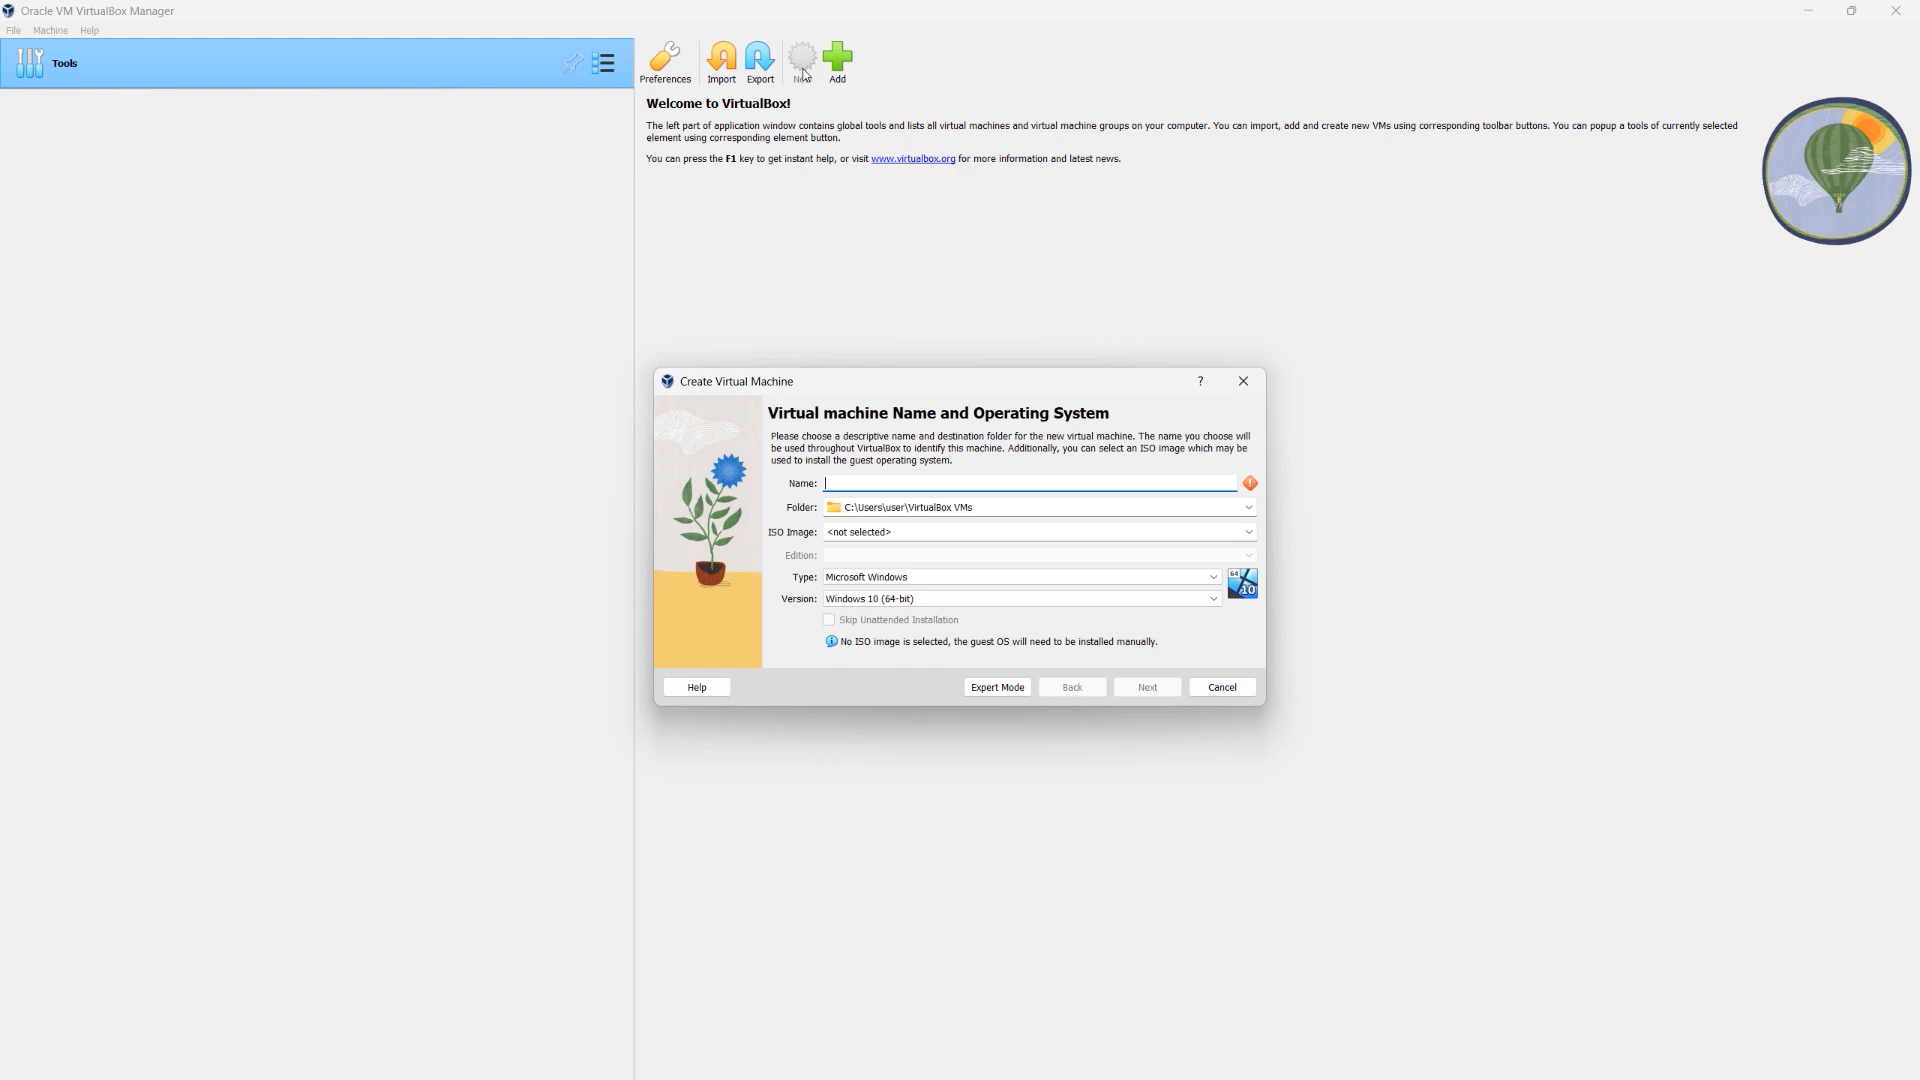 Oracle VM VirtualBox Manager
File Machine Help
Tools
Preferences Import Export New Add
Welcome to VirtualBox!
The left part of application window contains global tools and lists all virtual machines and virtual machine groups on your computer. You can import, add and create new VMs using corresponding toolbar buttons. You can popup a tools of currently selected
element using corresponding element button.
You can press the F1 key to get instant help, or visit www.virtualbox.org for more information and latest news.
Create Virtual Machine ?
Virtual machine Name and Operating System
Please choose a descriptive name and destination folder for the new virtual machine. The name you choose will
be used throughout VirtualBox to identify this machine. Additionally, you can select an ISO image which may be
used to install the guest operating system.
Name:
Folder: C:\Users\user\VirtualBox VMs
ISO Image: <not selected>
Edition:
Type: Microsoft Windows
64
10
Version: Windows 10 (64-bit)
Skip Unattended Installation
No ISO image is selected, the guest OS will need to be installed manually.
Help Expert Mode Back Next Cancel